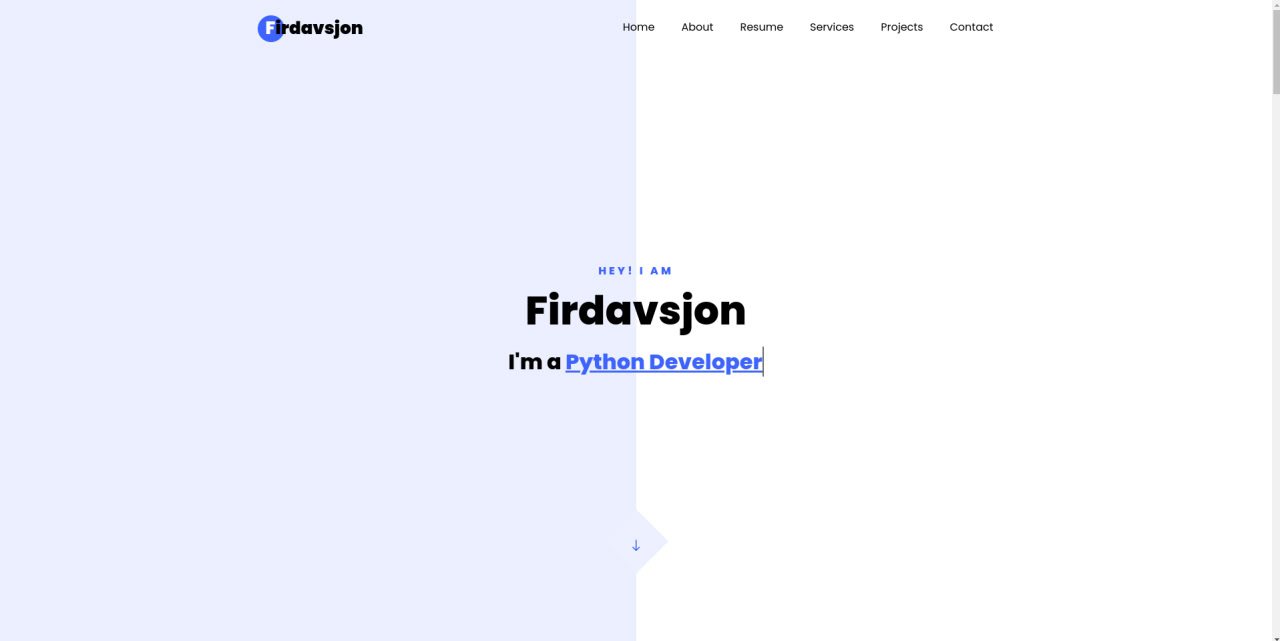 Firdavsjon
Home About Resume Services Projects Contact
HEY! I AM
Firdavsjon
I'm a Python Developer